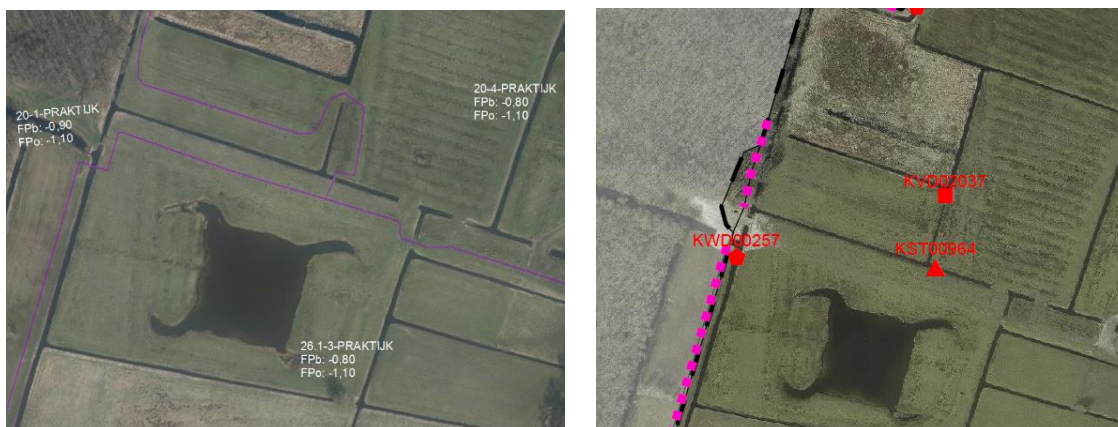 20-1-PRAKTIJK
FPb: -0,90
FPo: -1,10
20-4-PRAKTIJK
FPb: -0,80
FPo: -1,10
26.1-3-PRAKTIJK
FPb: -0,80
FPo: -1,10
KVD02037
KWD00257
KST00964